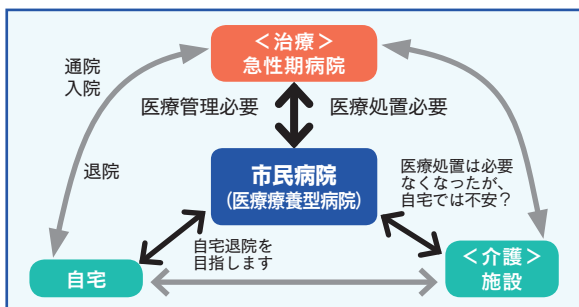 ＜治療＞
急性期病院
通院
入院
医療管理必要
医療処置必要
退院
市民病院
(医療療養型病院)
医療処置は必要
なくなったが、
自宅では不安？
自宅退院を
目指します
自宅
＜介護＞
施設